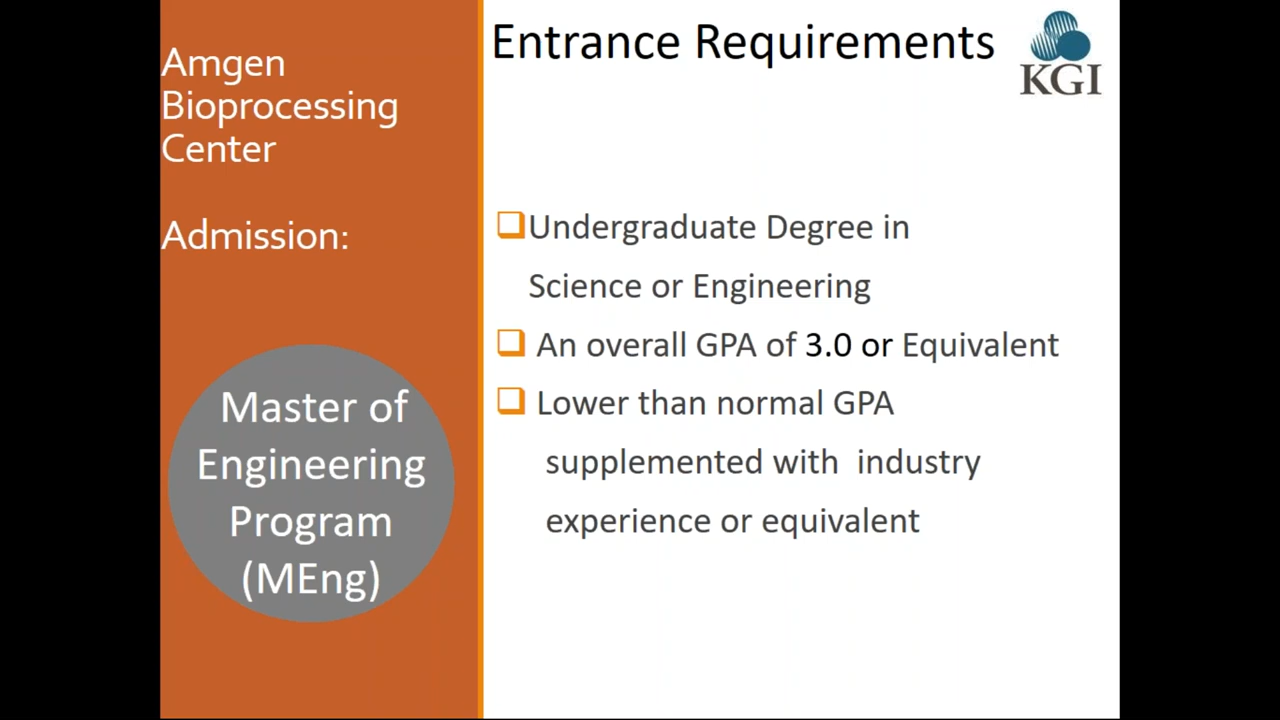 Amgen
Bioprocessing
Center
Admission:
Master of
Engineering
Program
(MEng)
Entrance Requirements
KGI
Undergraduate Degree in
Science or Engineering
An overall GPA of 3.0 or Equivalent
Lower than normal GPA
supplemented with industry
experience or equivalent